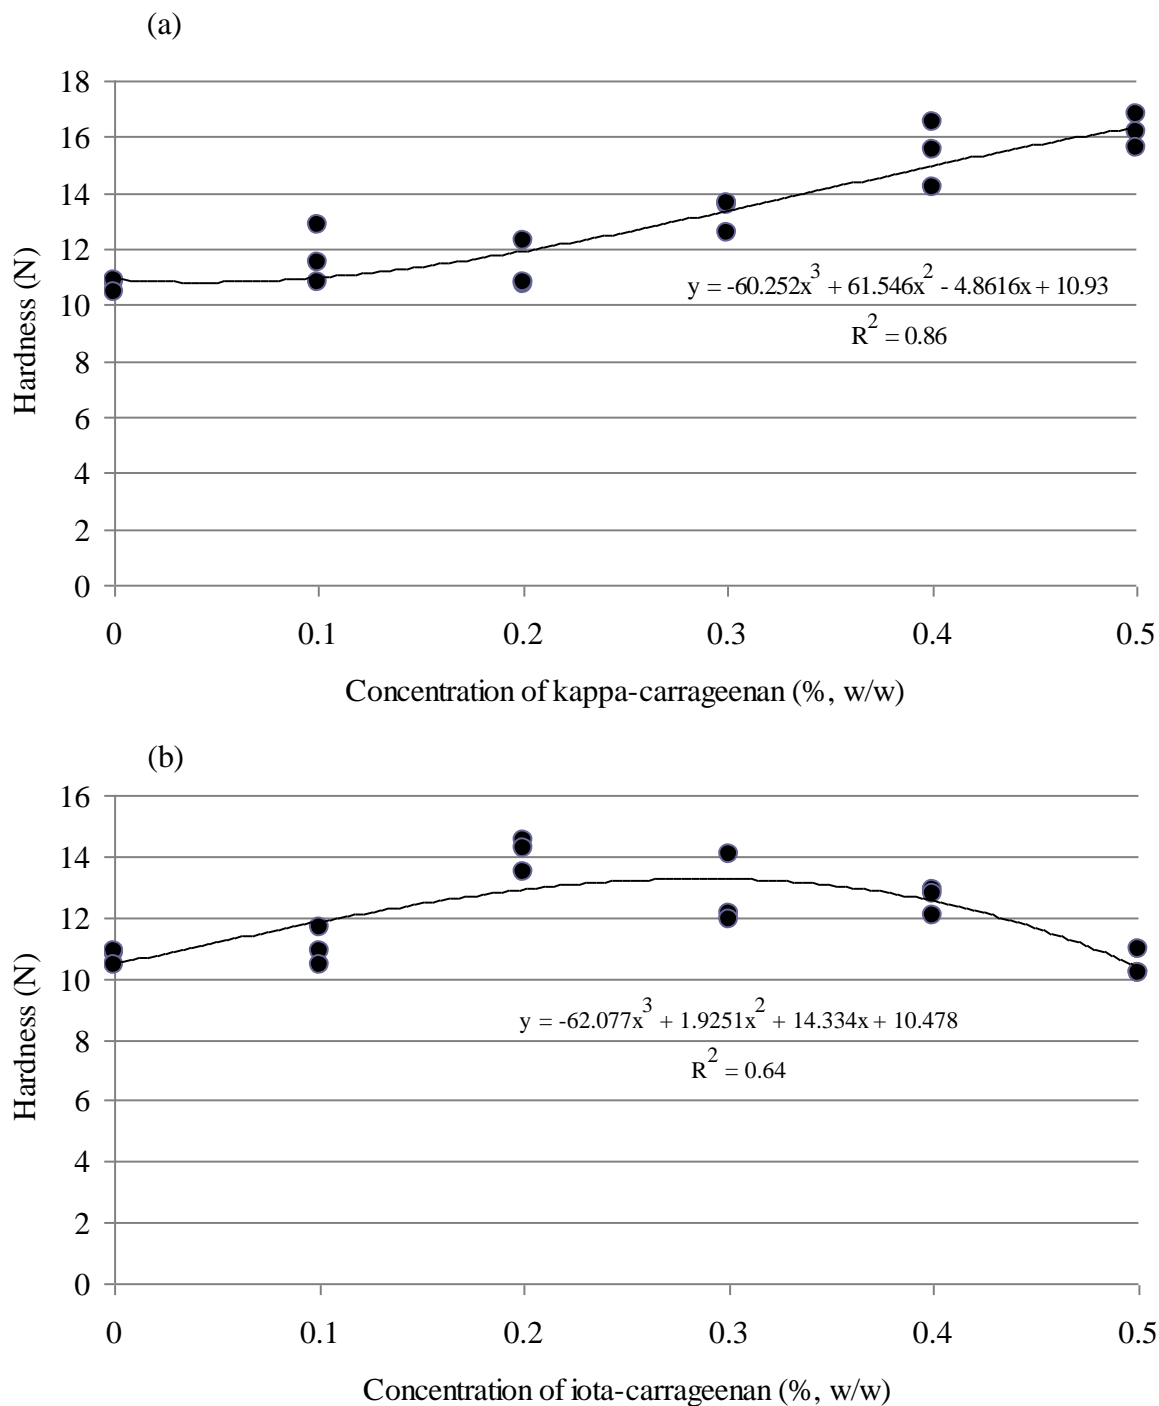 (a)
18
16
14
12
10
8
6
4
2
0
Hardness (N)
y = -60.252x³ + 61.546x² - 4.8616x + 10.93
R² = 0.86
0 0.1 0.2 0.3 0.4 0.5
Concentration of kappa-carrageenan (%, w/w)
(b)
16
14
12
10
8
6
4
2
0
Hardness (N)
y = -62.077x³ + 1.9251x² + 14.334x + 10.478
R² = 0.64
0 0.1 0.2 0.3 0.4 0.5
Concentration of iota-carrageenan (%, w/w)